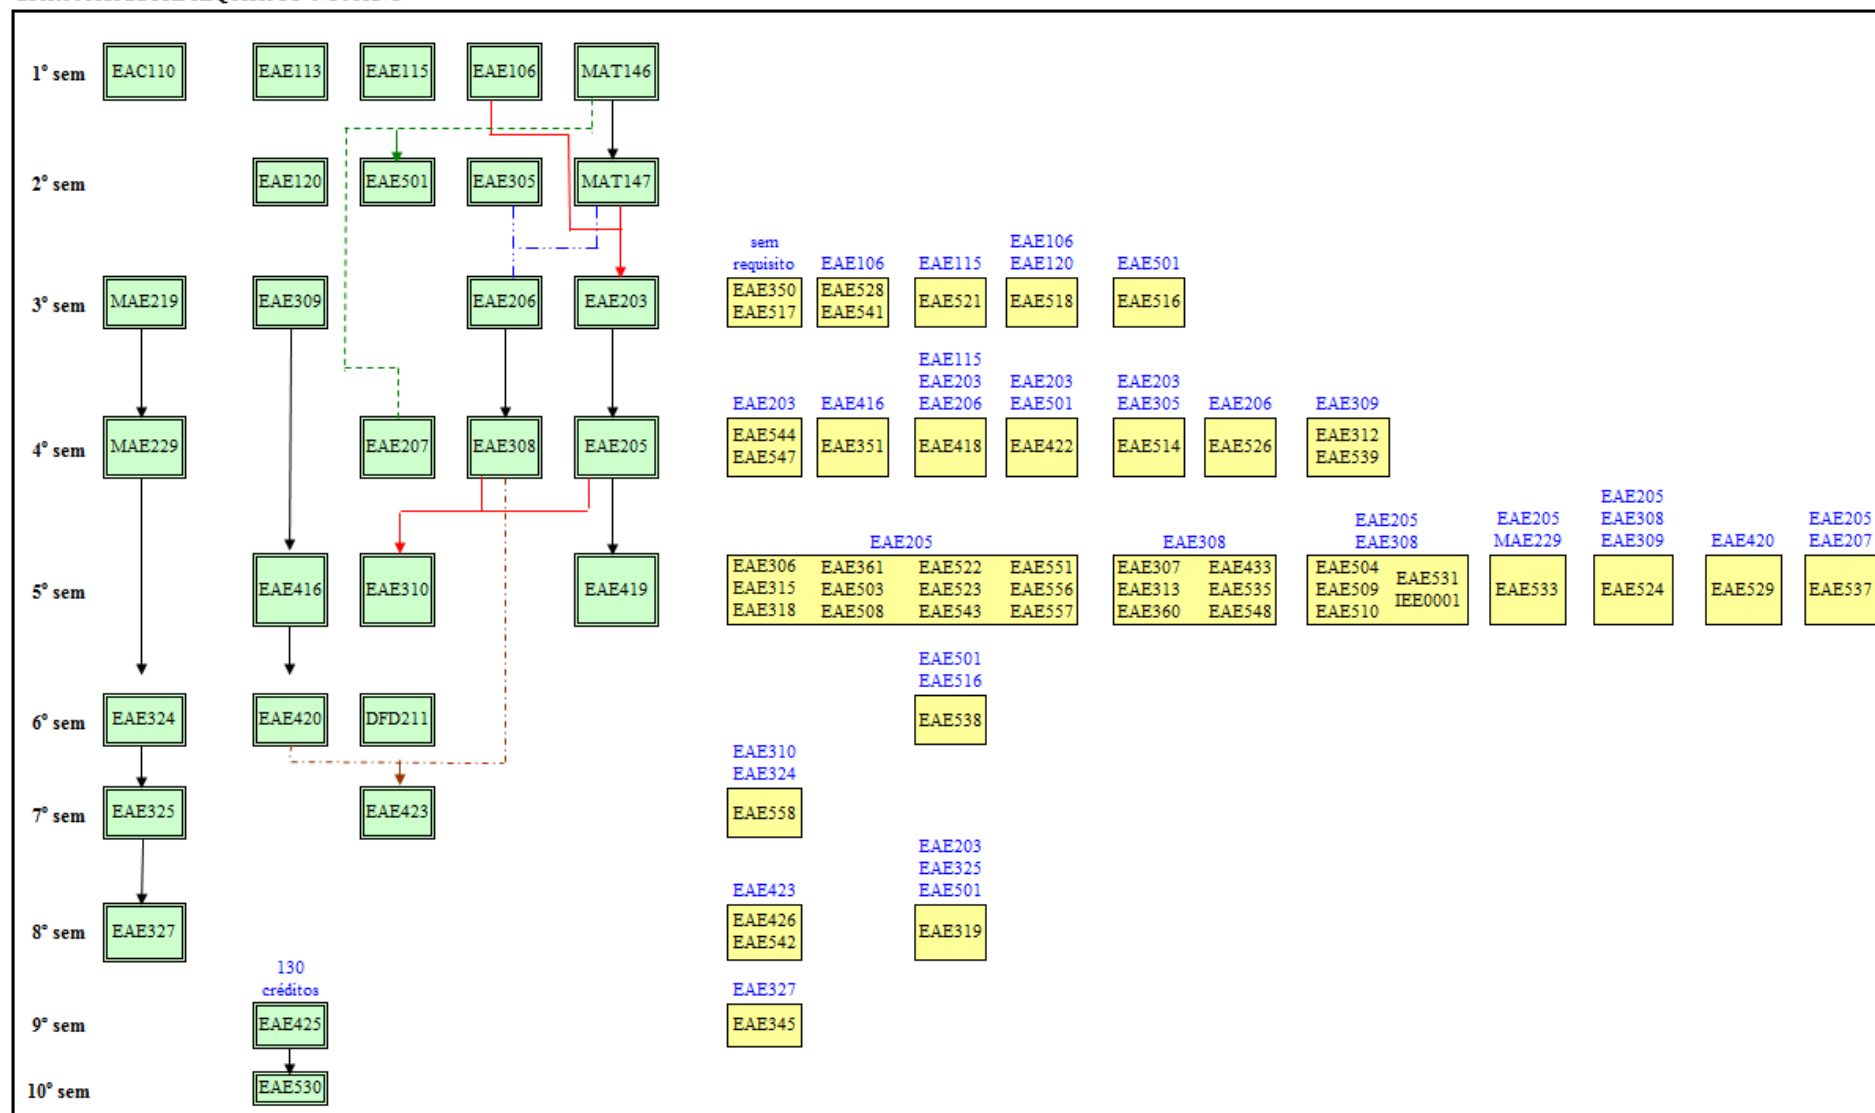 1º sem
EAC110
EAE113
EAE115
EAE106
MAT146
2º sem
EAE120
EAE501
EAE305
MAT147
3º sem
MAE219
EAE309
EAE206
EAE203
sem
requisito
EAE350
EAE517
EAE106
EAE528
EAE541
EAE115
EAE521
EAE106
EAE120
EAE518
EAE501
EAE516
4º sem
MAE229
EAE207
EAE308
EAE205
EAE203
EAE544
EAE547
EAE416
EAE351
EAE115
EAE203
EAE206
EAE418
EAE203
EAE501
EAE422
EAE203
EAE305
EAE514
EAE206
EAE526
EAE309
EAE312
EAE539
5º sem
EAE416
EAE310
EAE419
EAE205
EAE306 EAE361 EAE522 EAE551
EAE315 EAE503 EAE523 EAE556
EAE318 EAE508 EAE543 EAE557
EAE308
EAE307 EAE433
EAE313 EAE535
EAE360 EAE548
EAE205
EAE308
EAE504
EAE509
EAE510
EAE531
IEE0001
EAE205
MAE229
EAE533
EAE205
EAE308
EAE309
EAE524
EAE420
EAE529
EAE205
EAE207
EAE537
6º sem
EAE324
EAE420
DFD211
EAE501
EAE516
EAE538
7º sem
EAE325
EAE423
EAE310
EAE324
EAE558
8º sem
EAE327
EAE423
EAE426
EAE542
EAE203
EAE325
EAE501
EAE319
9º sem
130
créditos
EAE425
EAE327
EAE345
10º sem
EAE530